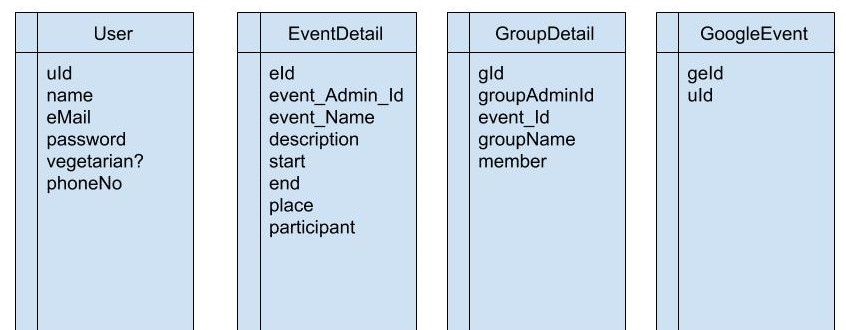 User
uId
name
eMail
password
vegetarian?
phoneNo
EventDetail
eId
event_Admin_Id
event_Name
description
start
end
place
participant
GroupDetail
gId
groupAdminId
event_Id
groupName
member
GoogleEvent
geId
uId